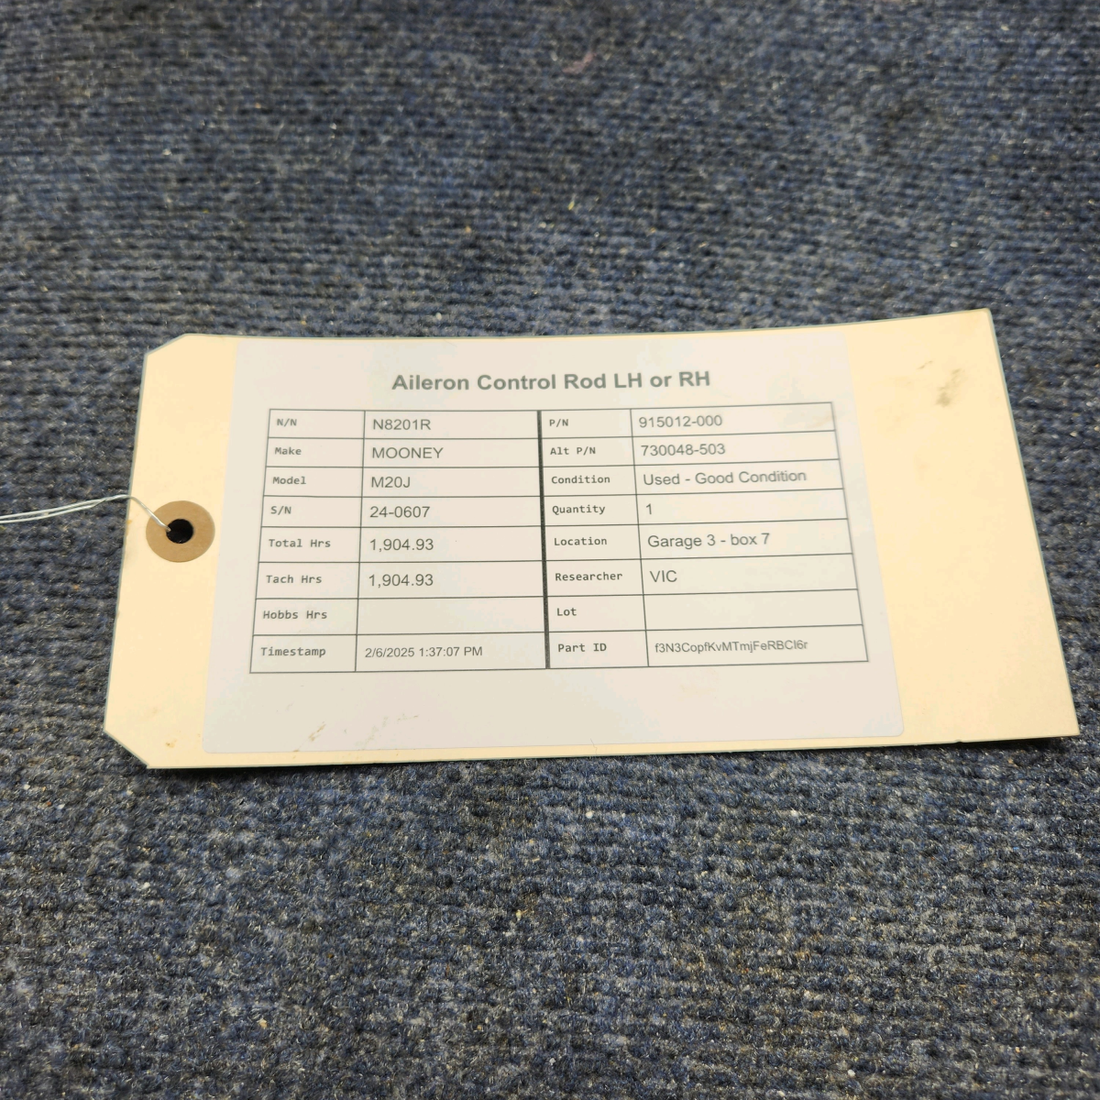 Aileron Control Rod LH or RH
N/N N8201R P/N 915012-000
Make MOONEY Alt P/N 730048-503
Model M20J Condition Used - Good Condition
S/N 24-0607 Quantity 1
Total Hrs 1,904.93 Location Garage 3 - box 7
Tach Hrs 1,904.93 Researcher VIC
Hobbs Hrs Lot
Timestamp 2/6/2025 1:37:07 PM Part ID f3N3CopfKvMTmjFeRBCl6r